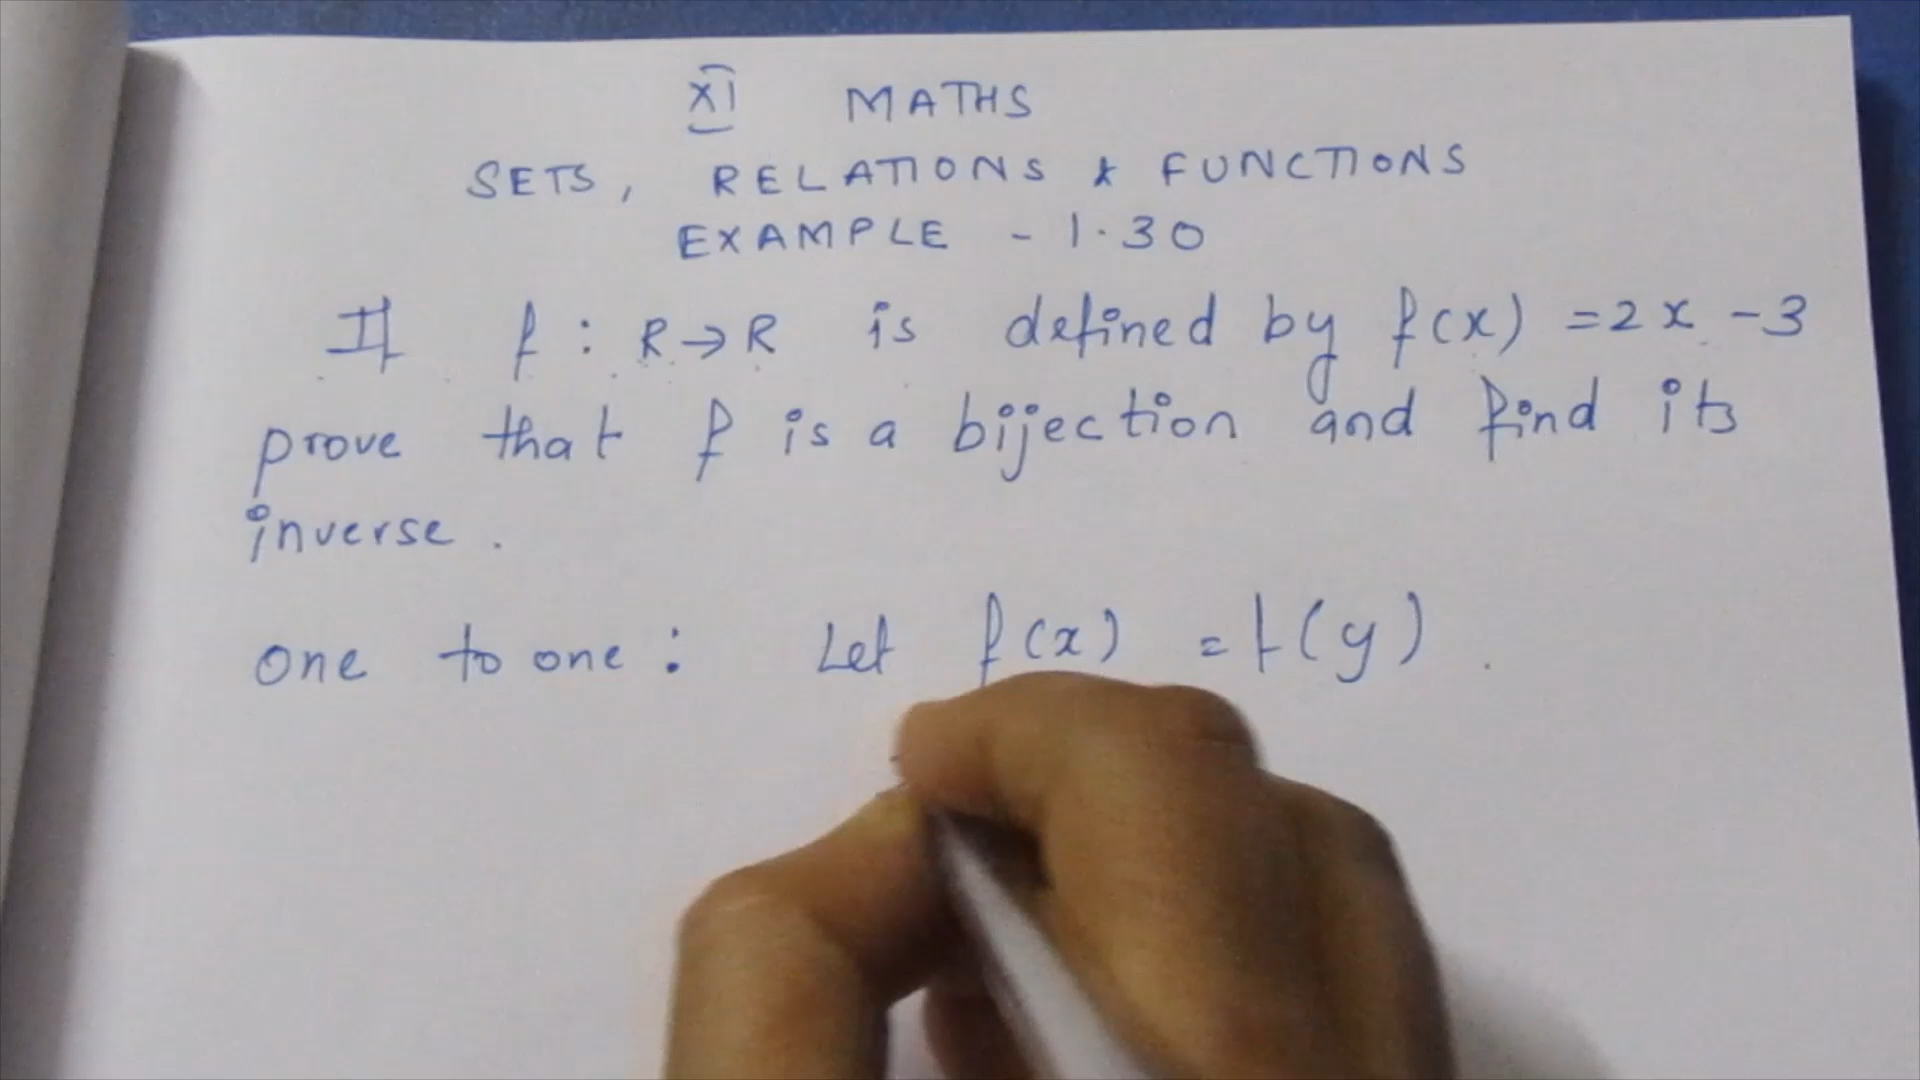 XI MATHS
SETS, RELATIONS & FUNCTIONS
EXAMPLE - 1.30
If f : R→R is defined by f(x) = 2x - 3
prove that f is a bijection and find its
inverse.
one to one : Let f(x) = f(y).